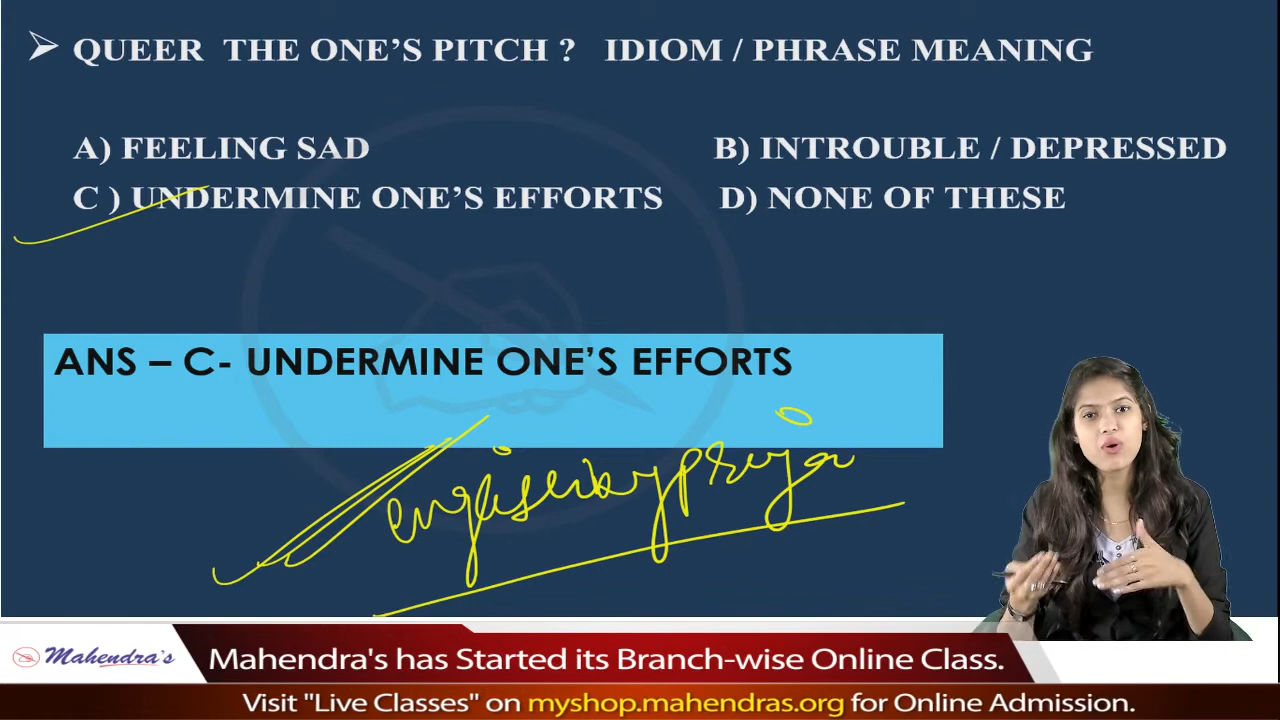 ➢ QUEER THE ONE'S PITCH ? IDIOM / PHRASE MEANING
A) FEELING SAD B) INTROUBLE / DEPRESSED
C ) UNDERMINE ONE'S EFFORTS D) NONE OF THESE
ANS – C- UNDERMINE ONE'S EFFORTS
Mahendra's
Mahendra's has Started its Branch-wise Online Class.
Visit "Live Classes" on myshop.mahendras.org for Online Admission.